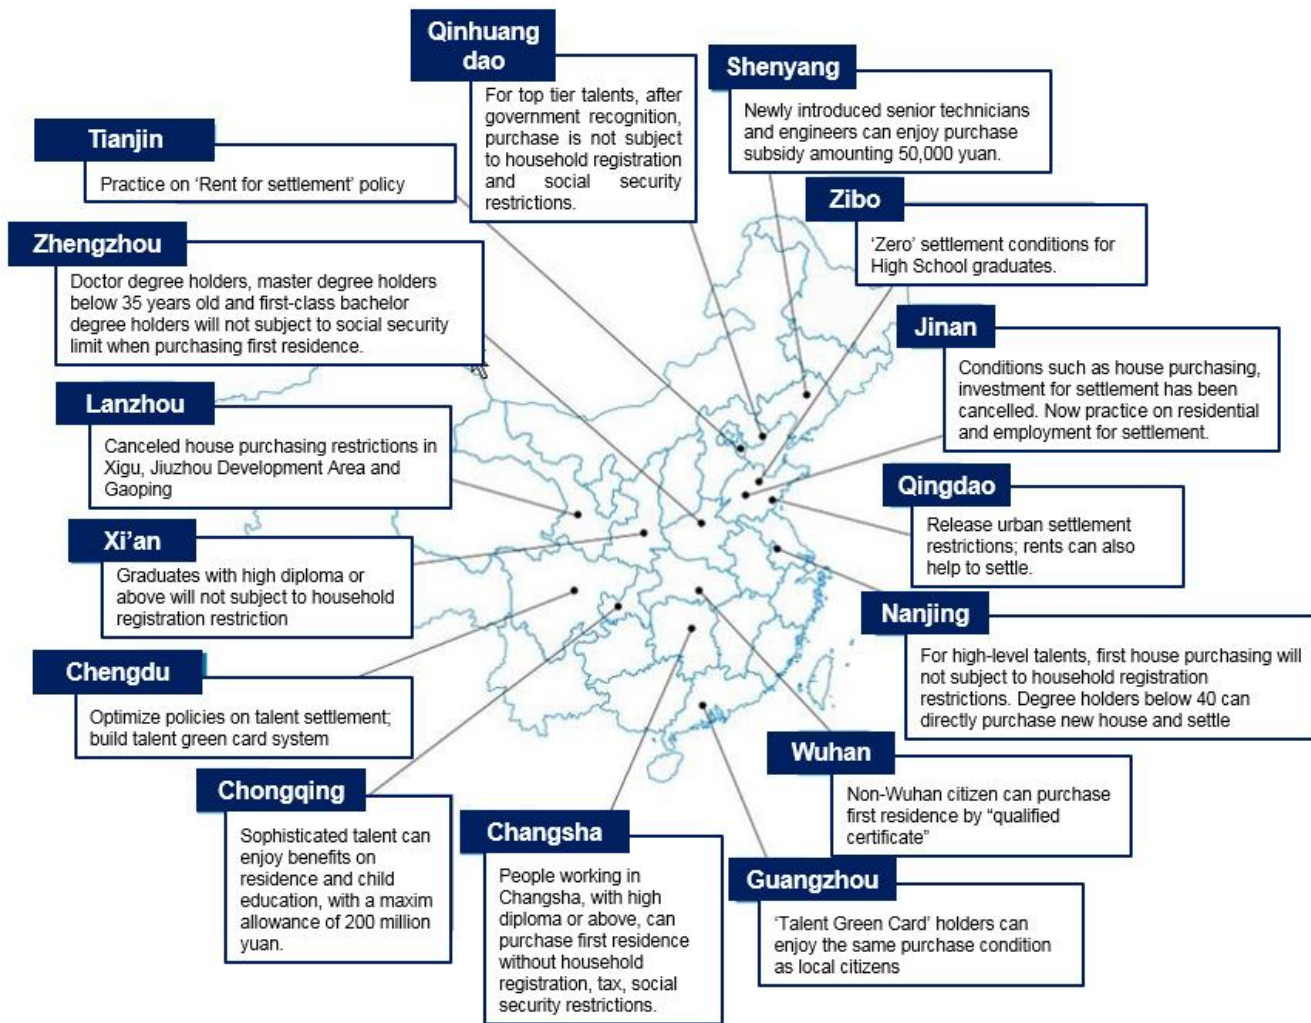 Qinhuang
dao
For top tier talents, after
government recognition,
purchase is not subject
to household registration
and social security
restrictions.
Shenyang
Newly introduced senior technicians
and engineers can enjoy purchase
subsidy amounting 50,000 yuan.
Tianjin
Practice on ‘Rent for settlement’ policy
Zibo
‘Zero’ settlement conditions for
High School graduates.
Zhengzhou
Doctor degree holders, master degree holders
below 35 years old and first-class bachelor
degree holders will not subject to social security
limit when purchasing first residence.
Jinan
Conditions such as house purchasing,
investment for settlement has been
cancelled. Now practice on residential
and employment for settlement.
Lanzhou
Canceled house purchasing restrictions in
Xigu, Jiuzhou Development Area and
Gaoping
Qingdao
Release urban settlement
restrictions; rents can also
help to settle.
Xi’an
Graduates with high diploma or
above will not subject to household
registration restriction
Nanjing
For high-level talents, first house purchasing will
not subject to household registration
restrictions. Degree holders below 40 can
directly purchase new house and settle
Chengdu
Optimize policies on talent settlement;
build talent green card system
Wuhan
Non-Wuhan citizen can purchase
first residence by “qualified
certificate”
Chongqing
Sophisticated talent can
enjoy benefits on
residence and child
education, with a maxim
allowance of 200 million
yuan.
Changsha
People working in
Changsha, with high
diploma or above, can
purchase first residence
without household
registration, tax, social
security restrictions.
Guangzhou
‘Talent Green Card’ holders can
enjoy the same purchase condition
as local citizens